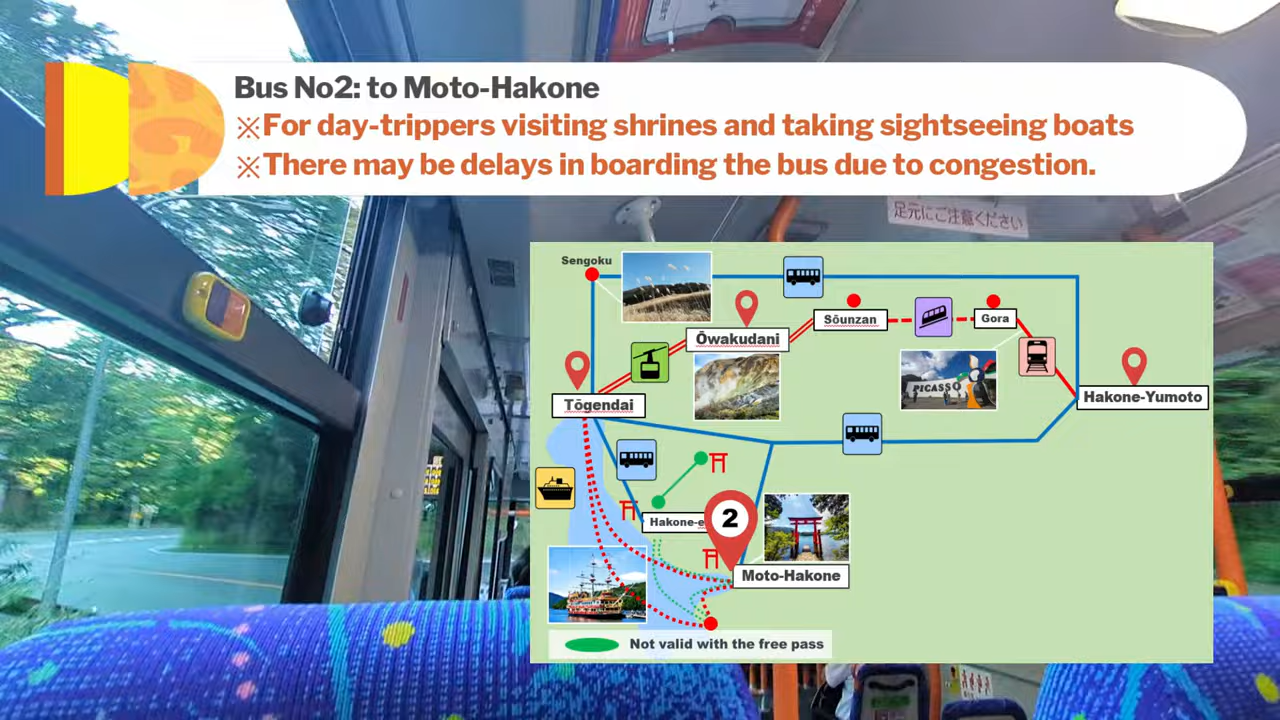 Bus No2: to Moto-Hakone
※For day-trippers visiting shrines and taking sightseeing boats
※There may be delays in boarding the bus due to congestion.
足元にご注意ください
Sengoku
Ōwakudani
Sōunzan
Gora
PICASSO
Tōgendai
Hakone-Yumoto
Hakone-e
2
Moto-Hakone
Not valid with the free pass